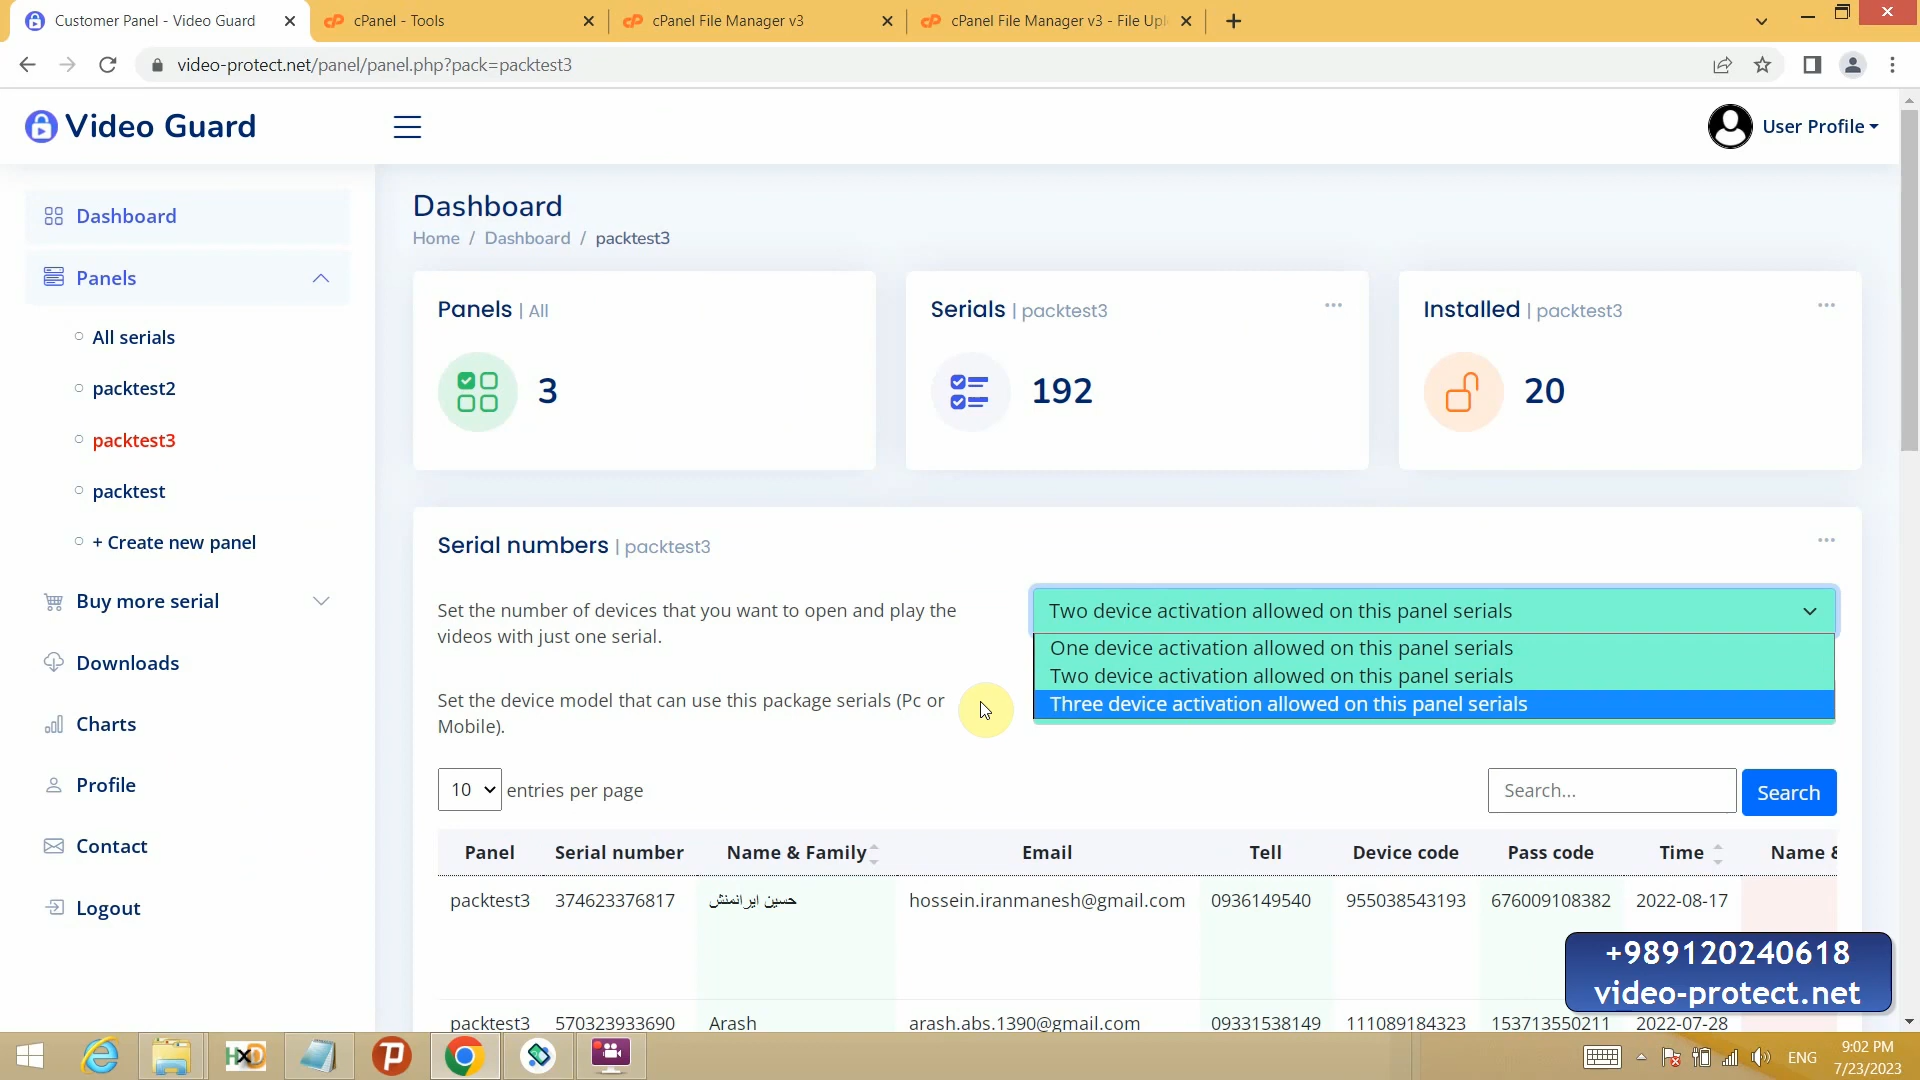 Customer Panel - Video Guard
cPanel - Tools
cPanel File Manager v3
cPanel File Manager v3 - File Upl
video-protect.net/panel/panel.php?pack=packtest3
Video Guard
User Profile
Dashboard
Panels
All serials
packtest2
packtest3
packtest
+ Create new panel
Buy more serial
Downloads
Charts
Profile
Contact
Logout
Dashboard
Home / Dashboard / packtest3
Panels | All
3
Serials | packtest3
192
Installed | packtest3
20
Serial numbers | packtest3
Set the number of devices that you want to open and play the
videos with just one serial.
Two device activation allowed on this panel serials
One device activation allowed on this panel serials
Two device activation allowed on this panel serials
Three device activation allowed on this panel serials
Set the device model that can use this package serials (Pc or
Mobile).
10 entries per page
Search...
Search
Panel Serial number Name & Family Email Tell Device code Pass code Time Name &
packtest3 374623376817 حسین ایرانمنش hossein.iranmanesh@gmail.com 0936149540 955038543193 676009108382 2022-08-17
packtest3 570323933690 Arash arash.abs.1390@gmail.com 09331538149 111089184323 153713550211 2022-07-28
+989120240618
video-protect.net
HXD
ENG
9:02 PM
7/23/2023